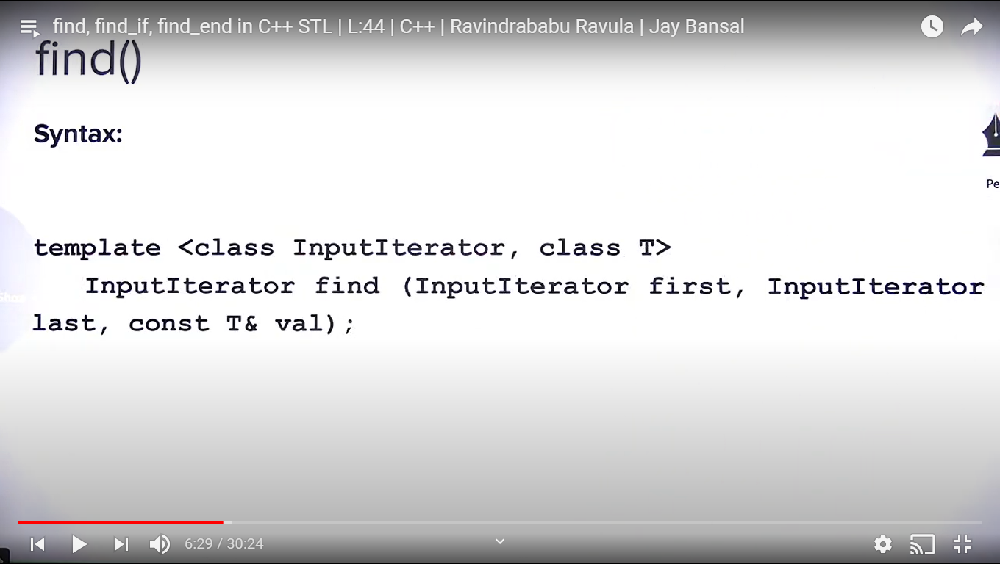 find, find_if, find_end in C++ STL | L:44 | C++ | Ravindrababu Ravula | Jay Bansal
find()
Syntax:
Pe
template <class InputIterator, class T>
InputIterator find (InputIterator first, InputIterator
last, const T& val);
6:29 / 30:24